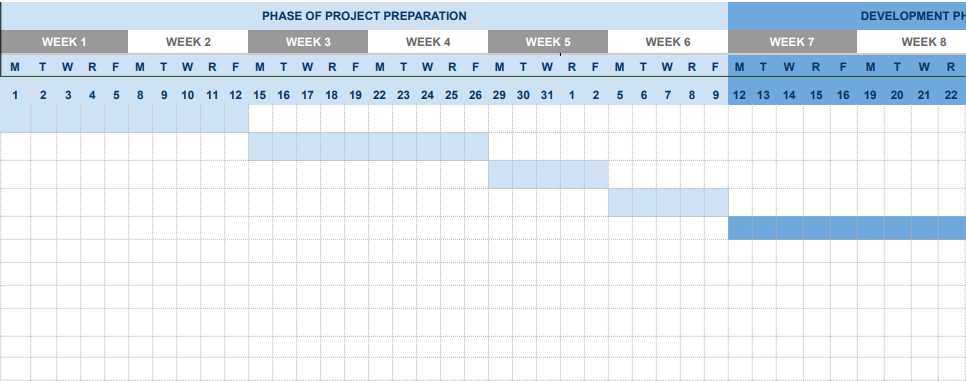 PHASE OF PROJECT PREPARATION DEVELOPMENT PH
WEEK 1 WEEK 2 WEEK 3 WEEK 4 WEEK 5 WEEK 6 WEEK 7 WEEK 8
M T W R F M T W R F M T W R F M T W R F M T W R F M T W R F M T W R F M T W R
1 2 3 4 5 8 9 10 11 12 15 16 17 18 19 22 23 24 25 26 29 30 31 1 2 5 6 7 8 9 12 13 14 15 16 19 20 21 22